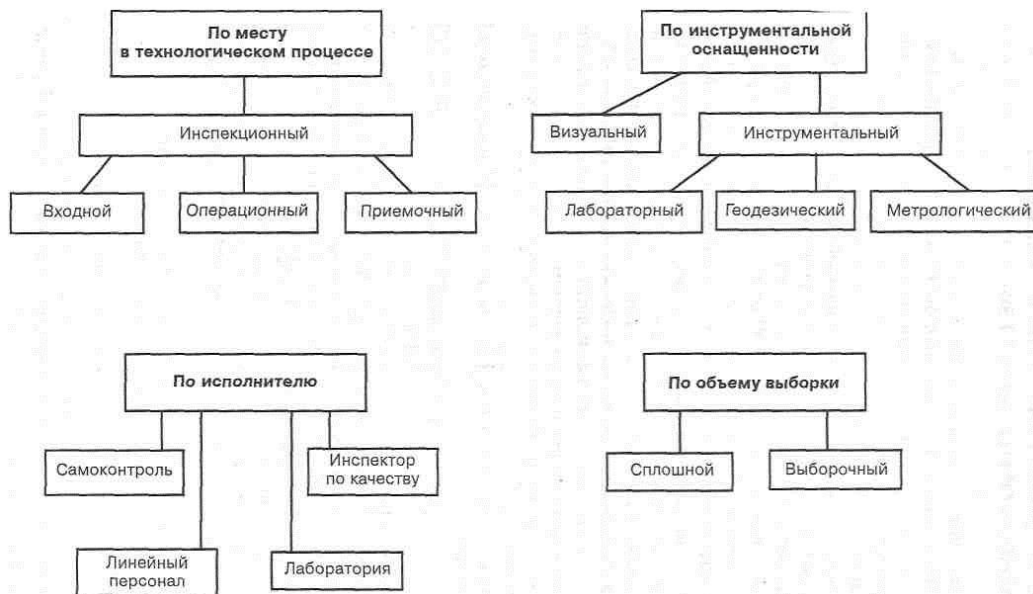 По месту
в технологическом процессе
Инспекционный
Входной
Операционный
Приемочный
По инструментальной
оснащенности
Визуальный
Инструментальный
Лабораторный
Геодезический
Метрологический
По исполнителю
Самоконтроль
Инспектор
по качеству
Линейный
персонал
Лаборатория
По объему выборки
Сплошной
Выборочный